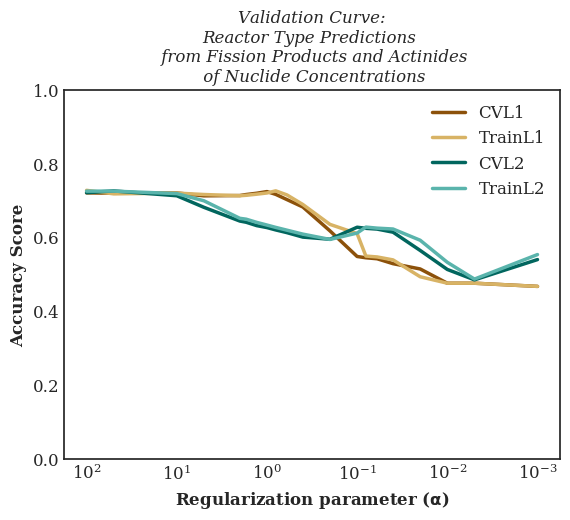 Validation Curve:
Reactor Type Predictions
from Fission Products and Actinides
of Nuclide Concentrations
1.0
0.8
0.6
0.4
0.2
0.0
Accuracy Score
CVL1
TrainL1
CVL2
TrainL2
10² 10¹ 10⁰ 10⁻¹ 10⁻² 10⁻³
Regularization parameter (α)